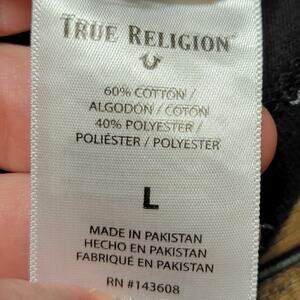 TRUE RELIGION
60% COTTON /
ALGODÓN / COTON
40% POLYESTER /
POLIÉSTER / POLYESTER
L
MADE IN PAKISTAN
HECHO EN PAKISTAN
FABRIQUÉ EN PAKISTAN
RN #143608